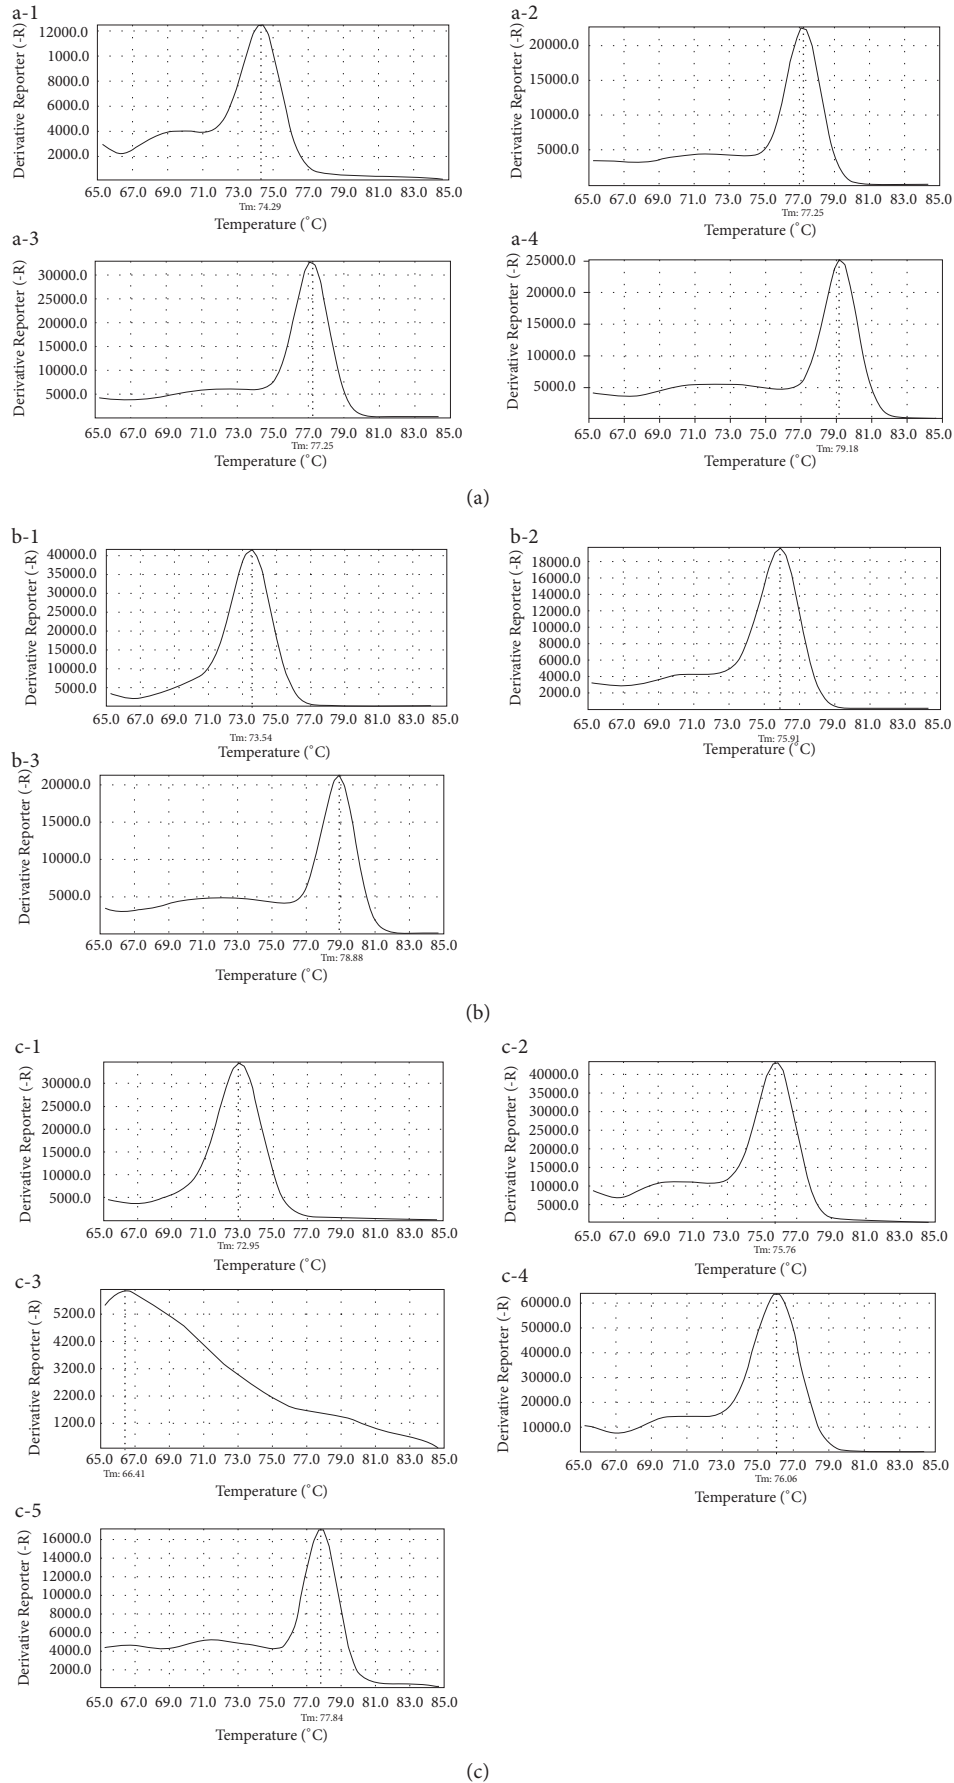 a-1
Derivative Reporter (-R)
12000.0
10000.0
8000.0
6000.0
4000.0
2000.0
65.0 67.0 69.0 71.0 73.0 75.0 77.0 79.0 81.0 83.0 85.0
Tm: 74.29
Temperature (°C)
a-2
Derivative Reporter (-R)
20000.0
15000.0
10000.0
5000.0
65.0 67.0 69.0 71.0 73.0 75.0 77.0 79.0 81.0 83.0 85.0
Tm: 77.25
Temperature (°C)
a-3
Derivative Reporter (-R)
30000.0
25000.0
20000.0
15000.0
10000.0
5000.0
65.0 67.0 69.0 71.0 73.0 75.0 77.0 79.0 81.0 83.0 85.0
Tm: 77.25
Temperature (°C)
a-4
Derivative Reporter (-R)
25000.0
20000.0
15000.0
10000.0
5000.0
65.0 67.0 69.0 71.0 73.0 75.0 77.0 79.0 81.0 83.0 85.0
Tm: 79.18
Temperature (°C)
(a)
b-1
Derivative Reporter (-R)
40000.0
35000.0
30000.0
25000.0
20000.0
15000.0
10000.0
5000.0
65.0 67.0 69.0 71.0 73.0 75.0 77.0 79.0 81.0 83.0 85.0
Tm: 73.54
Temperature (°C)
b-2
Derivative Reporter (-R)
18000.0
16000.0
14000.0
12000.0
10000.0
8000.0
6000.0
4000.0
2000.0
65.0 67.0 69.0 71.0 73.0 75.0 77.0 79.0 81.0 83.0 85.0
Tm: 75.91
Temperature (°C)
b-3
Derivative Reporter (-R)
20000.0
15000.0
10000.0
5000.0
65.0 67.0 69.0 71.0 73.0 75.0 77.0 79.0 81.0 83.0 85.0
Tm: 78.88
Temperature (°C)
(b)
c-1
Derivative Reporter (-R)
30000.0
25000.0
20000.0
15000.0
10000.0
5000.0
65.0 67.0 69.0 71.0 73.0 75.0 77.0 79.0 81.0 83.0 85.0
Tm: 72.95
Temperature (°C)
c-2
Derivative Reporter (-R)
40000.0
35000.0
30000.0
25000.0
20000.0
15000.0
10000.0
5000.0
65.0 67.0 69.0 71.0 73.0 75.0 77.0 79.0 81.0 83.0 85.0
Tm: 75.76
Temperature (°C)
c-3
Derivative Reporter (-R)
5200.0
4200.0
3200.0
2200.0
1200.0
65.0 67.0 69.0 71.0 73.0 75.0 77.0 79.0 81.0 83.0 85.0
Tm: 66.41
Temperature (°C)
c-4
Derivative Reporter (-R)
60000.0
50000.0
40000.0
30000.0
20000.0
10000.0
65.0 67.0 69.0 71.0 73.0 75.0 77.0 79.0 81.0 83.0 85.0
Tm: 76.06
Temperature (°C)
c-5
Derivative Reporter (-R)
16000.0
14000.0
12000.0
10000.0
8000.0
6000.0
4000.0
2000.0
65.0 67.0 69.0 71.0 73.0 75.0 77.0 79.0 81.0 83.0 85.0
Tm: 77.84
Temperature (°C)
(c)